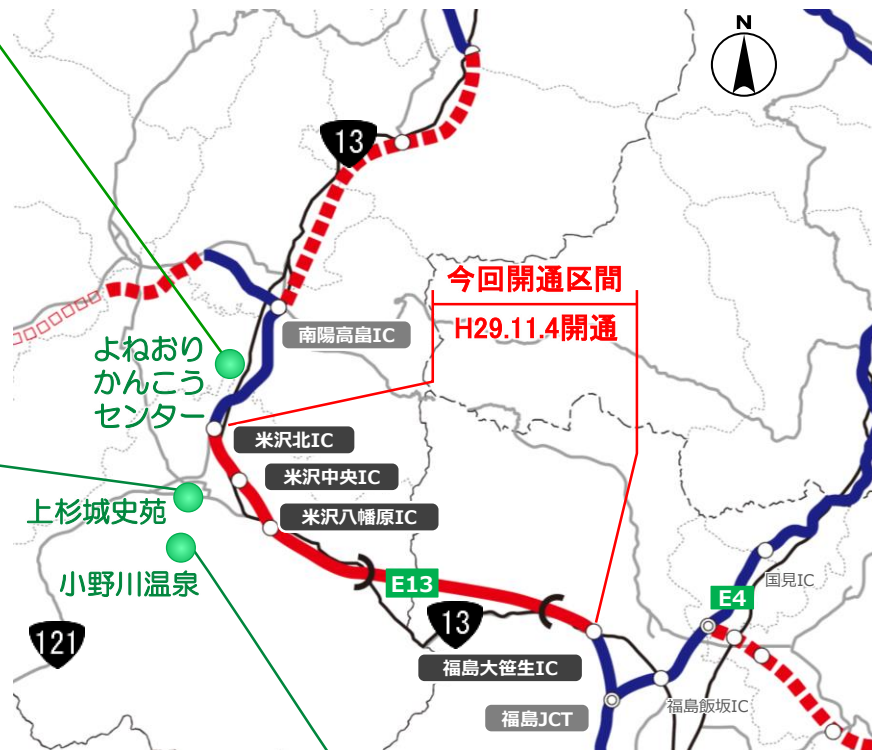 N
13
今回開通区間
H29.11.4開通
南陽高畠IC
よねおり
かんこう
センター
米沢北IC
米沢中央IC
上杉城史苑
米沢八幡原IC
小野川温泉
E13
国見IC
E4
13
121
福島大笹生IC
福島飯坂IC
福島JCT